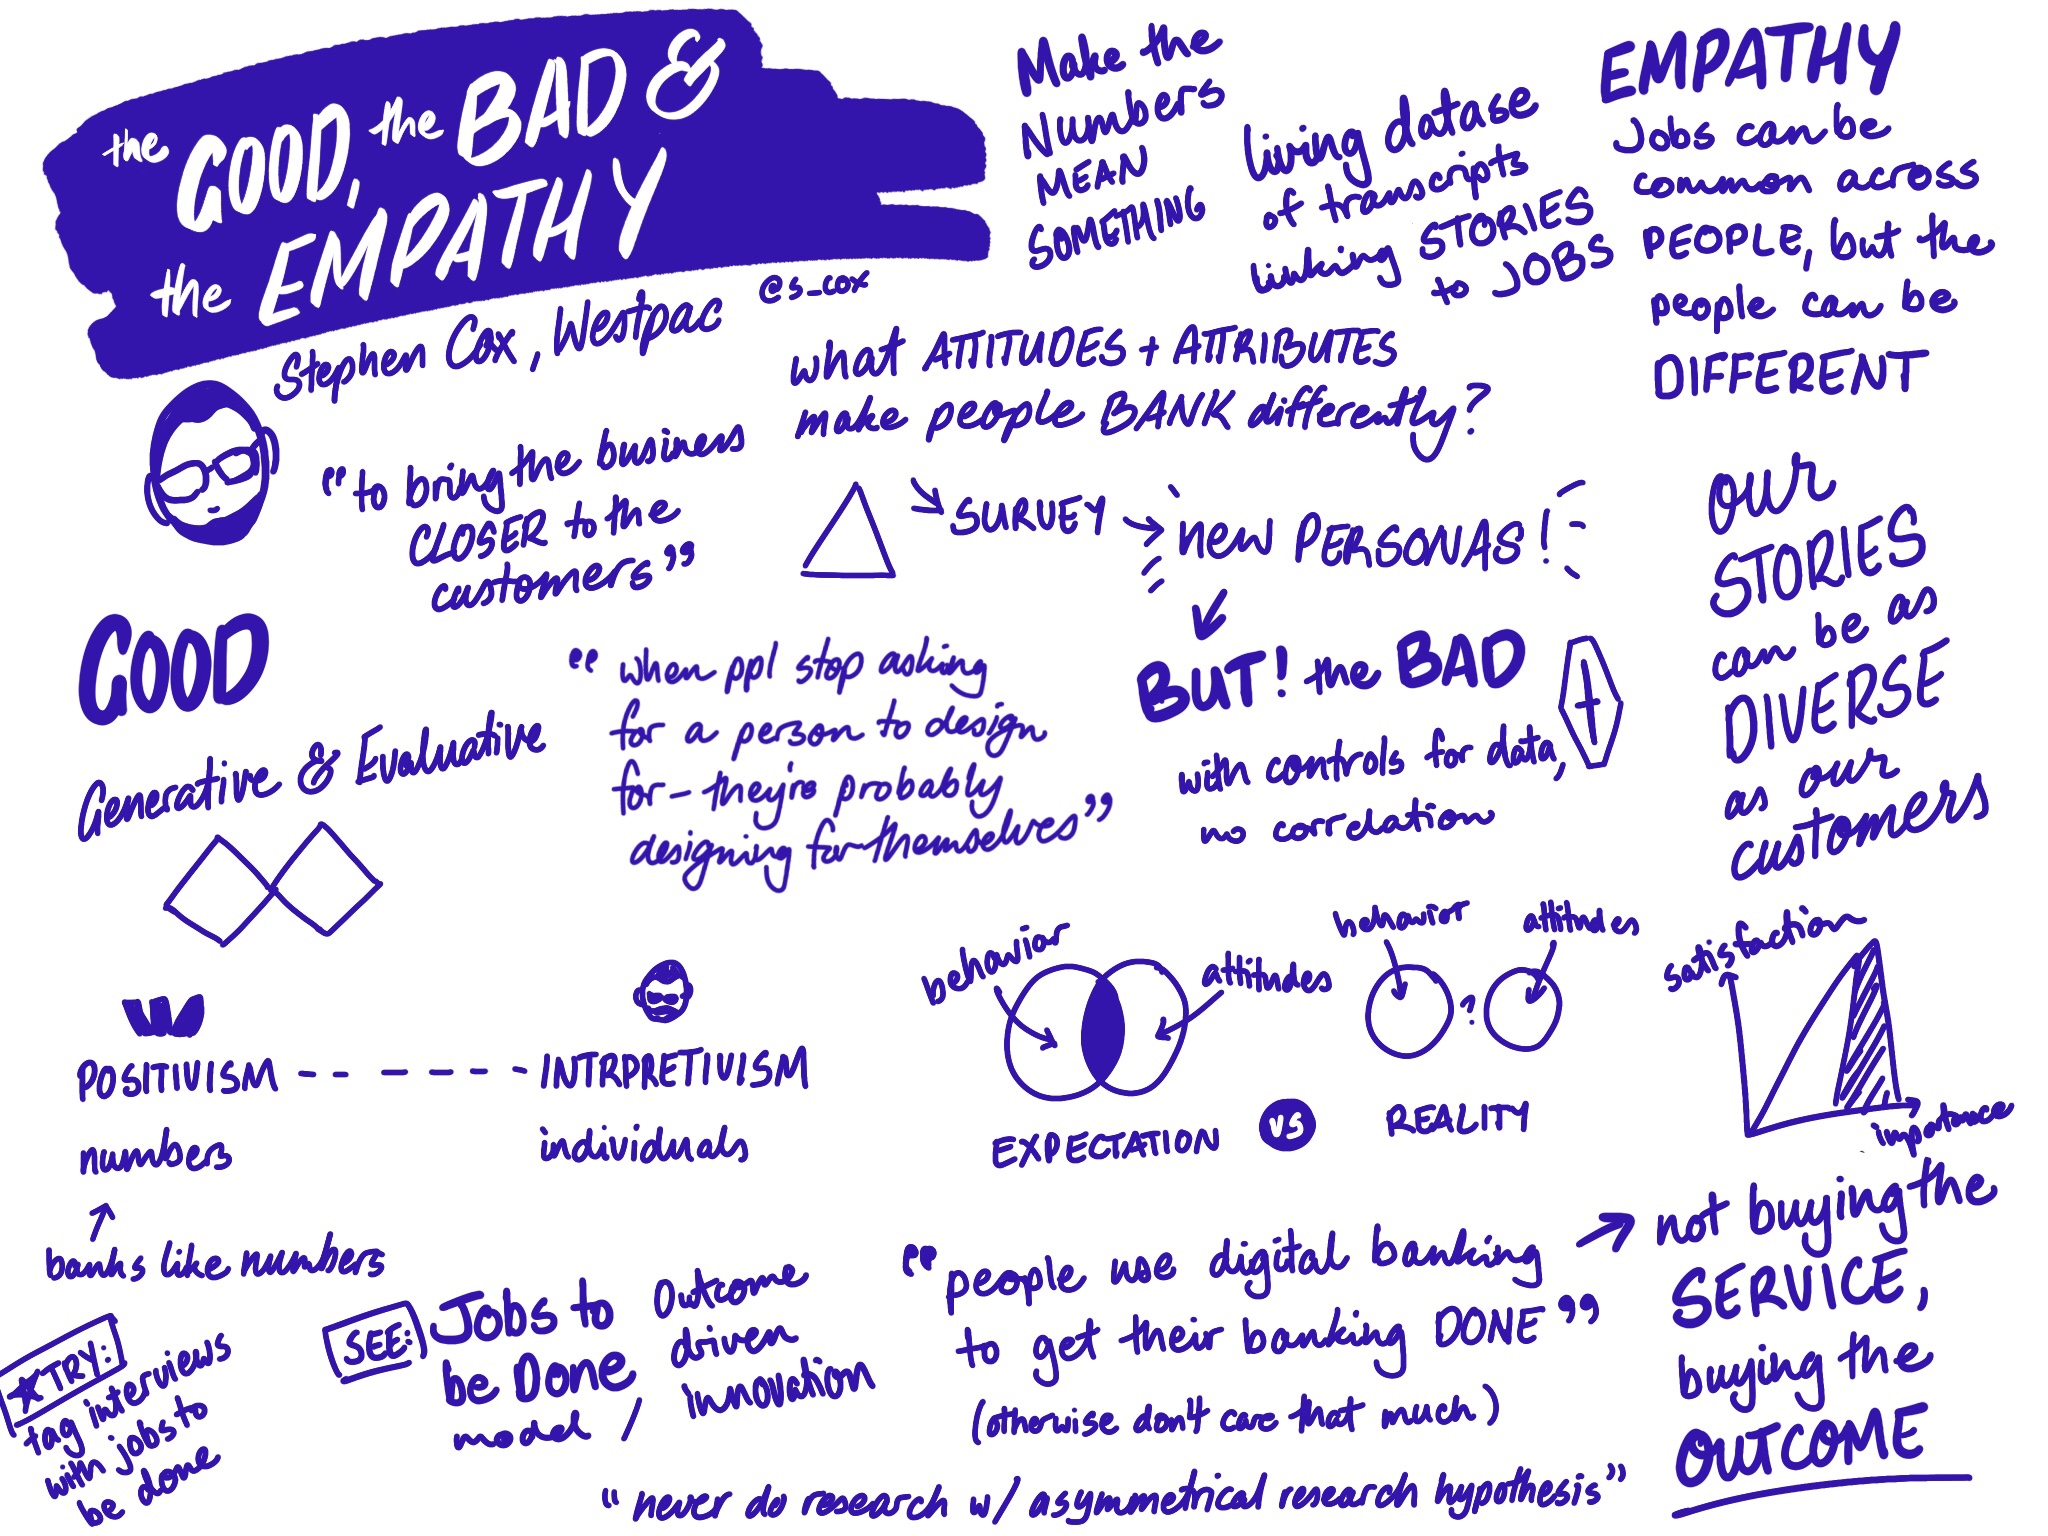 the GOOD, the BAD &
the EMPATHY
Stephen Cox, Westpac @s_cox
"to bring the business
CLOSER to the
customers"
Make the
Numbers
MEAN
SOMETHING
living datase
of transcripts
linking STORIES
to JOBS
EMPATHY
Jobs can be
common across
PEOPLE, but the
people can be
DIFFERENT
what ATTITUDES + ATTRIBUTES
make people BANK differently?
SURVEY
new PERSONAS!
BUT! the BAD
with controls for data,
no correlation
our
STORIES
can be as
DIVERSE
as our
customers
GOOD
Generative & Evaluative
"when ppl stop asking
for a person to design
for - they're probably
designing for themselves"
POSITIVISM
numbers
banks like numbers
INTRPRETIVISM
individuals
behavior
attitudes
EXPECTATION
VS
behavior
attitudes
?
REALITY
satisfaction
importance
TRY:
tag interviews
with jobs to
be done
SEE:
Jobs to
be Done
model /
Outcome
driven
innovation
"people use digital banking
to get their banking DONE"
(otherwise don't care that much)
not buying the
SERVICE,
buying the
OUTCOME
"never do research w/ asymmetrical research hypothesis"